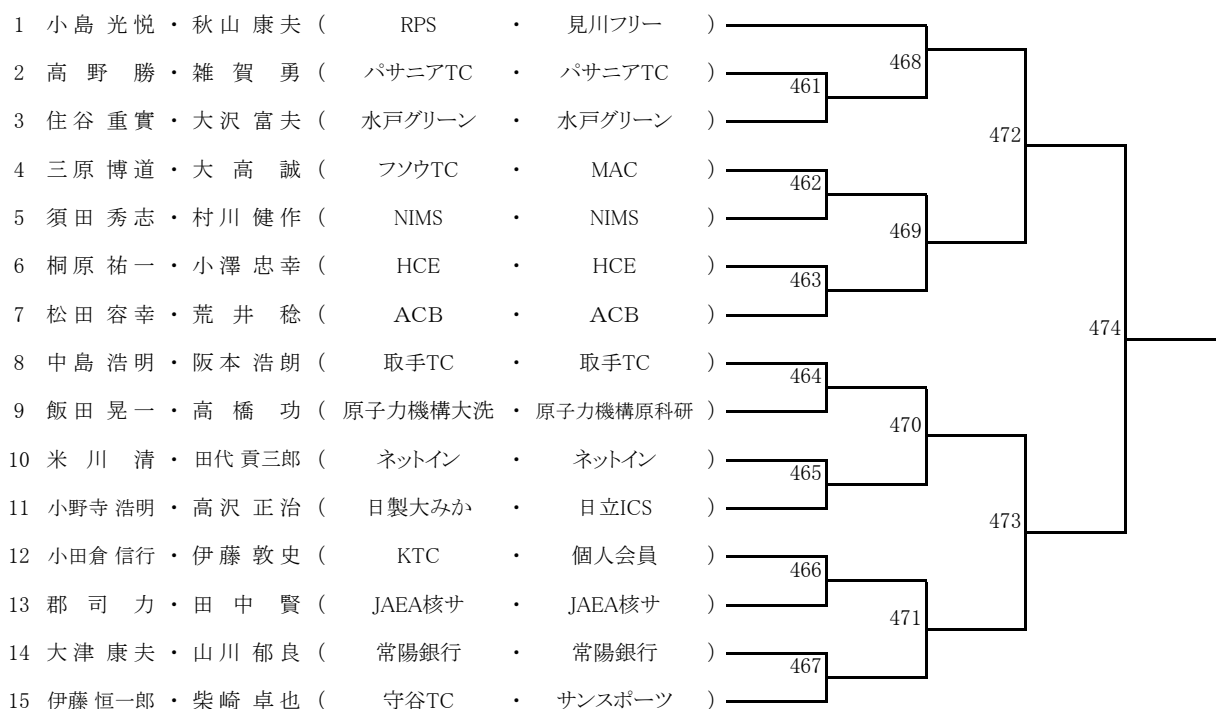 1 小島 光悦 ・ 秋山 康夫 ( RPS ・ 見川フリー )
468
2 高野 勝 ・ 雑賀 勇 ( パサニアTC ・ パサニアTC )
461
3 住谷 重實 ・ 大沢 富夫 ( 水戸グリーン ・ 水戸グリーン )
472
4 三原 博道 ・ 大高 誠 ( フソウTC ・ MAC )
462
5 須田 秀志 ・ 村川 健作 ( NIMS ・ NIMS )
469
6 桐原 祐一 ・ 小澤 忠幸 ( HCE ・ HCE )
463
7 松田 容幸 ・ 荒井 稔 ( ACB ・ ACB )
474
8 中島 浩明 ・ 阪本 浩朗 ( 取手TC ・ 取手TC )
464
9 飯田 晃一 ・ 高橋 功 ( 原子力機構大洗 ・ 原子力機構原科研 )
470
10 米川 清 ・ 田代 貢三郎 ( ネットイン ・ ネットイン )
465
11 小野寺 浩明 ・ 高沢 正治 ( 日製大みか ・ 日立ICS )
473
12 小田倉 信行 ・ 伊藤 敦史 ( KTC ・ 個人会員 )
466
13 郡司 力 ・ 田中 賢 ( JAEA核サ ・ JAEA核サ )
471
14 大津 康夫 ・ 山川 郁良 ( 常陽銀行 ・ 常陽銀行 )
467
15 伊藤 恒一郎 ・ 柴崎 卓也 ( 守谷TC ・ サンスポーツ )